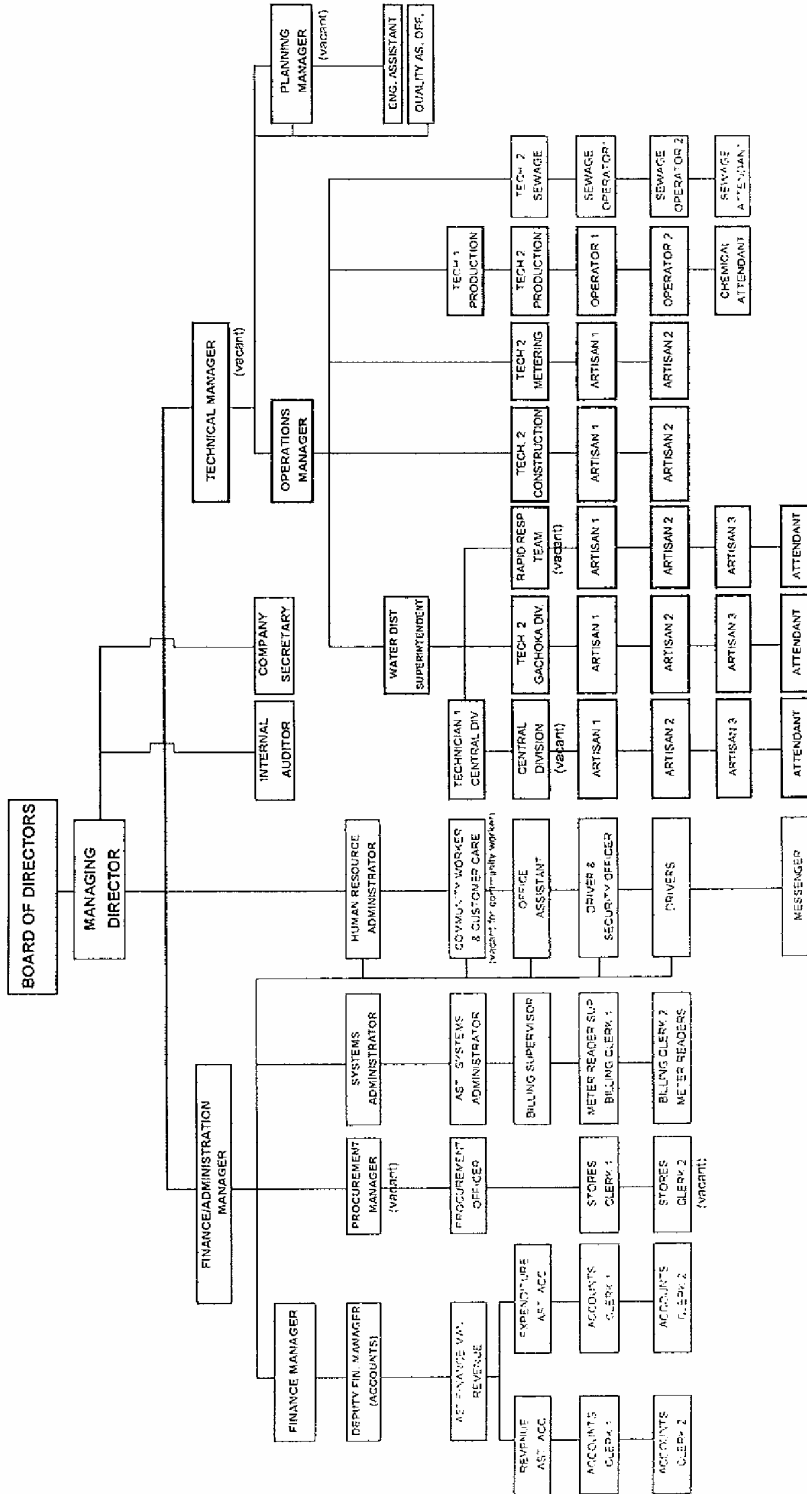 BOARD OF DIRECTORS
MANAGING
DIRECTOR
INTERNAL
AUDITOR
COMPANY
SECRETARY
FINANCE/ADMINISTRATION
MANAGER
TECHNICAL MANAGER
(vacant)
FINANCE MANAGER
OPERATIONS
MANAGER
PLANNING
MANAGER
(vacant)
DEPUTY FIN. MANAGER
(ACCOUNTS)
PROCUREMENT
MANAGER
(vacant)
SYSTEMS
ADMINISTRATOR
HUMAN RESOURCE
ADMINISTRATOR
ENG. ASSISTANT
QUALITY AS. OFF.
WATER DIST
SUPERINTENDENT
AST FINANCE MAN.
REVENUE
PROCUREMENT
OFFICER
AST. SYSTEMS
ADMINISTRATOR
COMMUNITY WORKER
& CUSTOMER CARE
(vacant for community worker)
TECHNICIAN 1
CENTRAL DIV.
TECH 1
PRODUCTION
REVENUE
AST. ACC.
EXPENDITURE
AST. ACC.
BILLING SUPERVISOR
OFFICE
ASSISTANT
CENTRAL
DIVISION
(vacant)
TECH. 2
GACHOKA DIV.
RAPID RESP
TEAM
(vacant)
TECH. 2
CONSTRUCTION
TECH 2
METERING
TECH 2
PRODUCTION
TECH. 2
SEWAGE
ACCOUNTS
CLERK 1
ACCOUNTS
CLERK 1
STORES
CLERK 1
METER READER SUP
BILLING CLERK 1
DRIVER &
SECURITY OFFICER
ARTISAN 1
ARTISAN 1
ARTISAN 1
ARTISAN 1
ARTISAN 1
OPERATOR 1
SEWAGE
OPERATOR1
ACCOUNTS
CLERK 2
ACCOUNTS
CLERK 2
STORES
CLERK 2
(vacant)
BILLING CLERK 2
METER READERS
DRIVERS
ARTISAN 2
ARTISAN 2
ARTISAN 2
ARTISAN 2
ARTISAN 2
OPERATOR 2
SEWAGE
OPERATOR 2
ARTISAN 3
ARTISAN 3
ARTISAN 3
CHEMICAL
ATTENDANT
SEWAGE
ATTENDANT
MESSENGER
ATTENDANT
ATTENDANT
ATTENDANT